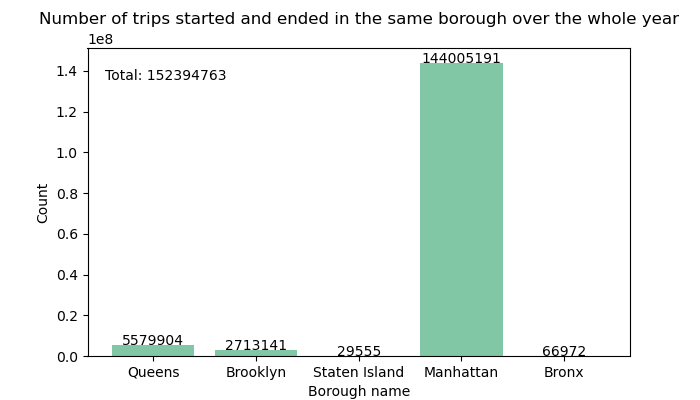 Number of trips started and ended in the same borough over the whole year
1e8
144005191
1.4
Total: 152394763
1.2
1.0
0.8
Count
0.6
0.4
0.2
5579904
2713141
29555
66972
0.0
Queens
Brooklyn
Staten Island
Manhattan
Bronx
Borough name